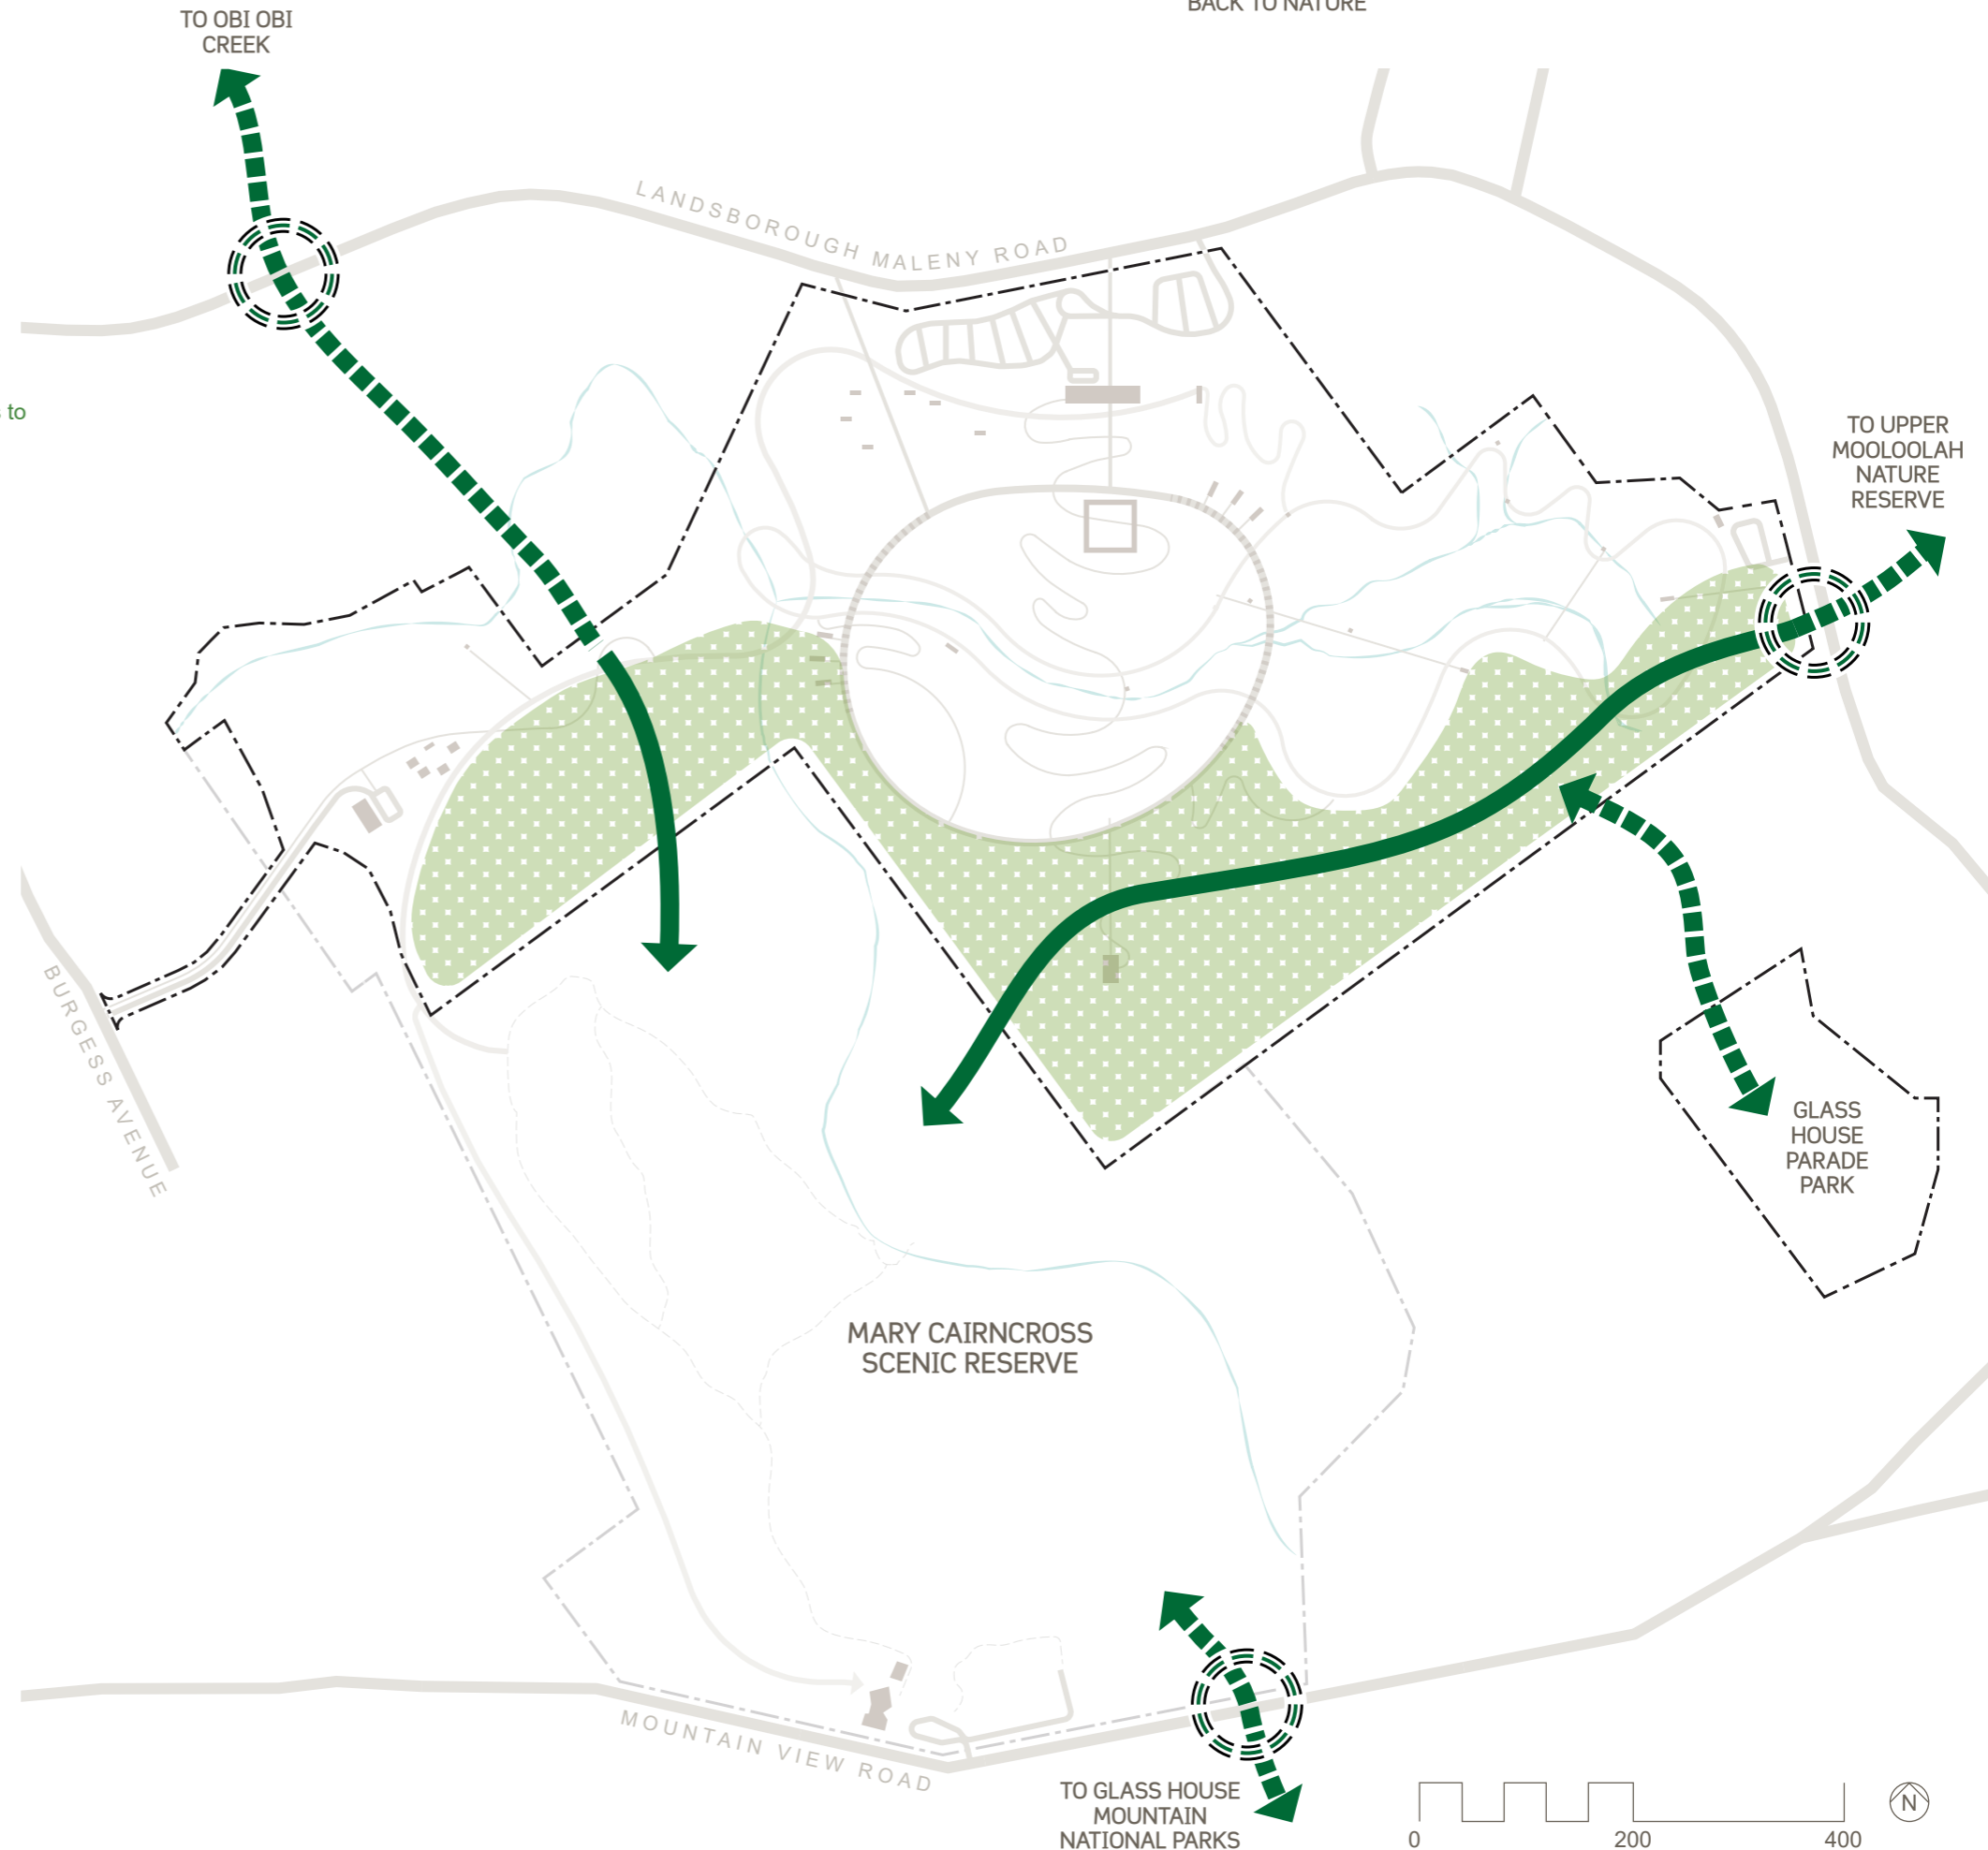 BACK TO NATURE
TO OBI OBI
CREEK
LANDSBOROUGH MALENY ROAD
to
TO UPPER
MOOLOOLAH
NATURE
RESERVE
BURGESS AVENUE
GLASS
HOUSE
PARADE
PARK
MARY CAIRNCROSS
SCENIC RESERVE
MOUNTAIN VIEW ROAD
TO GLASS HOUSE
MOUNTAIN
NATIONAL PARKS
0 200 400
N